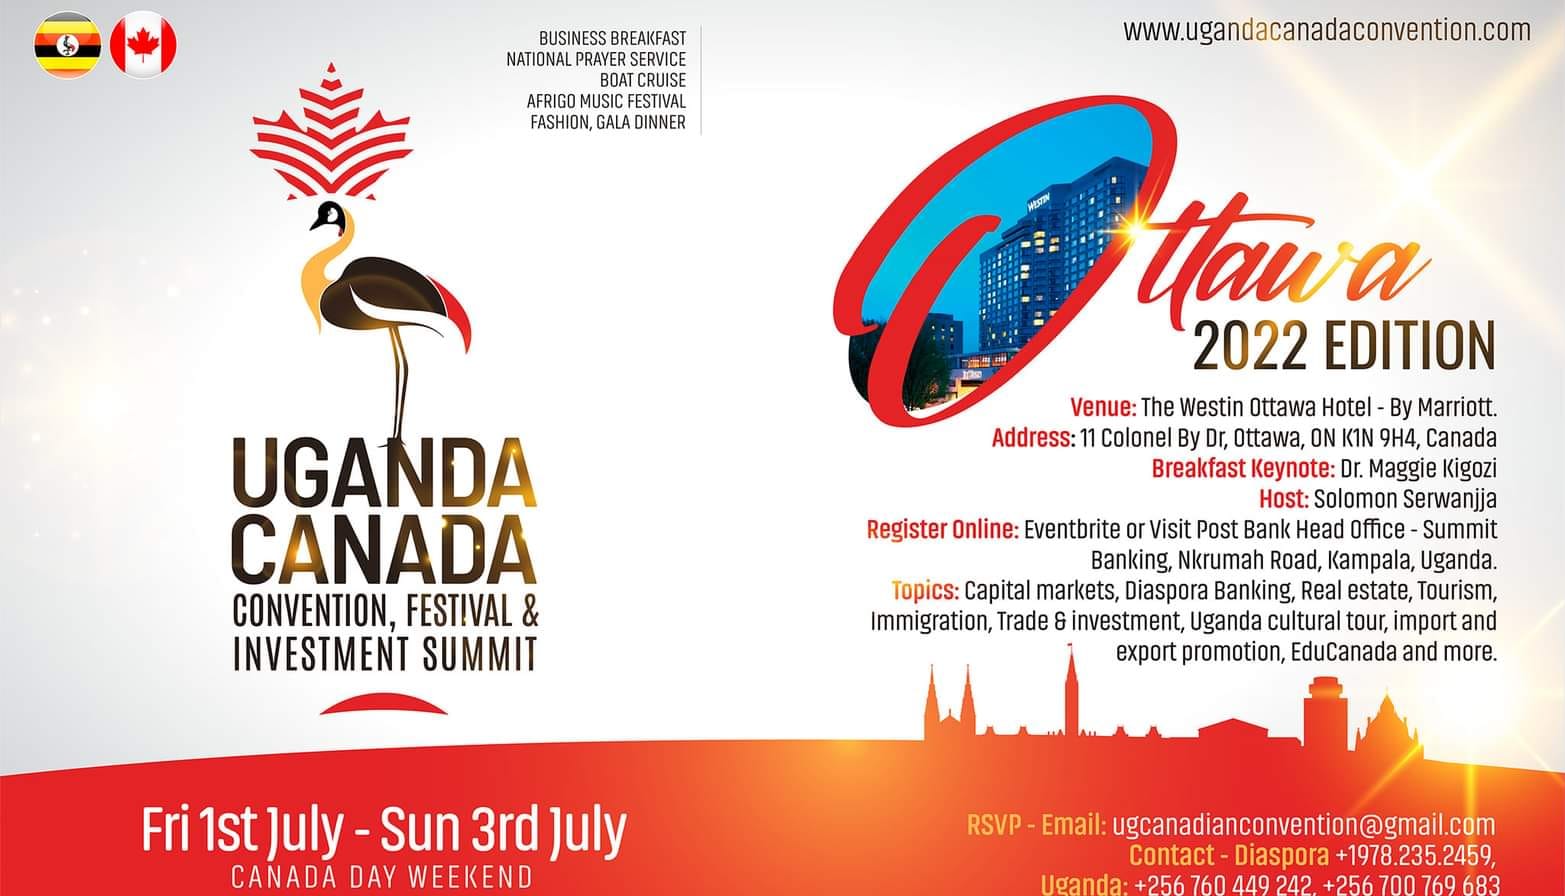 www.ugandacanadaconvention.com
BUSINESS BREAKFAST
NATIONAL PRAYER SERVICE
BOAT CRUISE
AFRIGO MUSIC FESTIVAL
FASHION, GALA DINNER
UGANDA
CANADA
CONVENTION, FESTIVAL &
INVESTMENT SUMMIT
WESTIN
Ottawa
2022 EDITION
Venue: The Westin Ottawa Hotel - By Marriott.
Address: 11 Colonel By Dr, Ottawa, ON K1N 9H4, Canada
Breakfast Keynote: Dr. Maggie Kigozi
Host: Solomon Serwanjja
Register Online: Eventbrite or Visit Post Bank Head Office - Summit
Banking, Nkrumah Road, Kampala, Uganda.
Topics: Capital markets, Diaspora Banking, Real estate, Tourism,
Immigration, Trade & investment, Uganda cultural tour, import and
export promotion, EduCanada and more.
Fri 1st July - Sun 3rd July
CANADA DAY WEEKEND
RSVP - Email: ugcanadianconvention@gmail.com
Contact - Diaspora +1978.235.2459,
Uganda: +256 760 449 242, +256 700 769 683